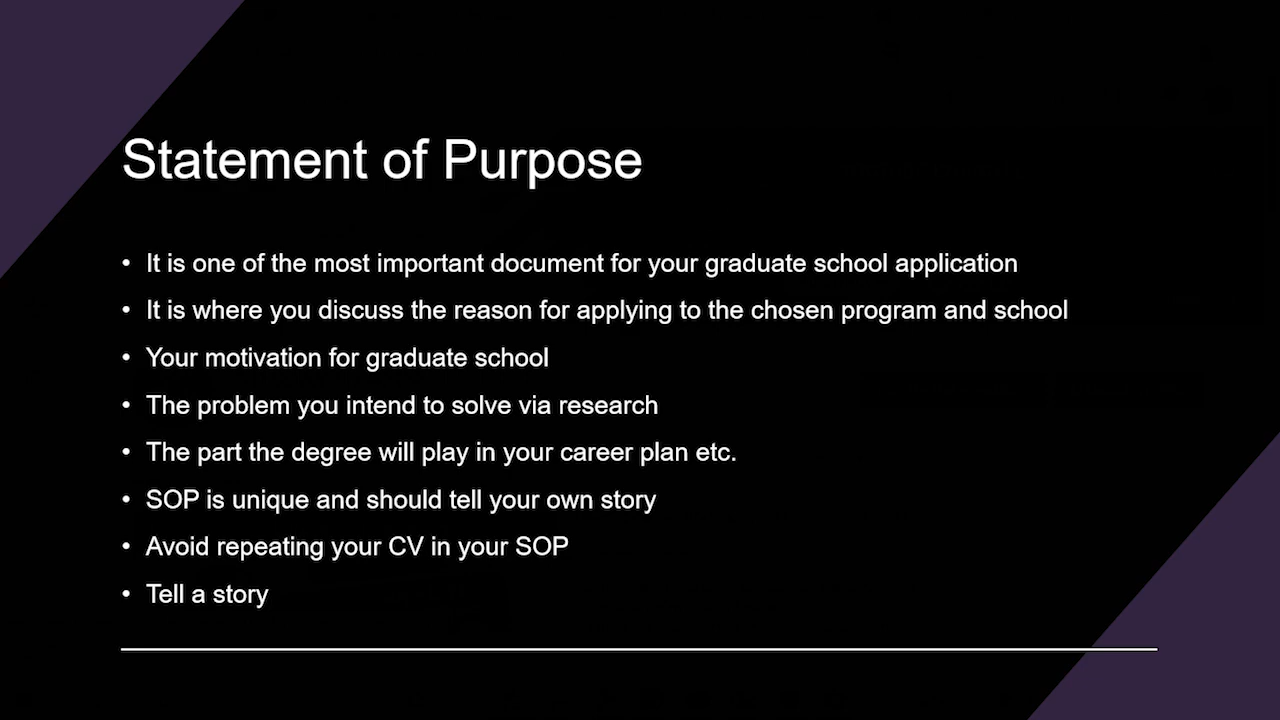 Statement of Purpose
• It is one of the most important document for your graduate school application
• It is where you discuss the reason for applying to the chosen program and school
• Your motivation for graduate school
• The problem you intend to solve via research
• The part the degree will play in your career plan etc.
• SOP is unique and should tell your own story
• Avoid repeating your CV in your SOP
• Tell a story